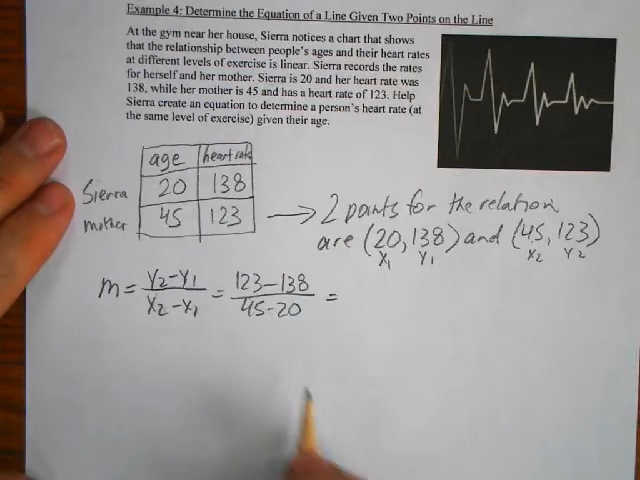 Example 4: Determine the Equation of a Line Given Two Points on the Line
At the gym near her house, Sierra notices a chart that shows
that the relationship between people's ages and their heart rates
at different levels of exercise is linear. Sierra records the rates
for herself and her mother. Sierra is 20 and her heart rate was
138, while her mother is 45 and has a heart rate of 123. Help
Sierra create an equation to determine a person's heart rate (at
the same level of exercise) given their age.
age heart rate
Sierra 20 138
mother 45 123
→ 2 points for the relation
are (20, 138) and (45, 123)
x₁ y₁ x₂ y₂
m = (y₂-y₁)/(x₂-x₁) = (123-138)/(45-20) =